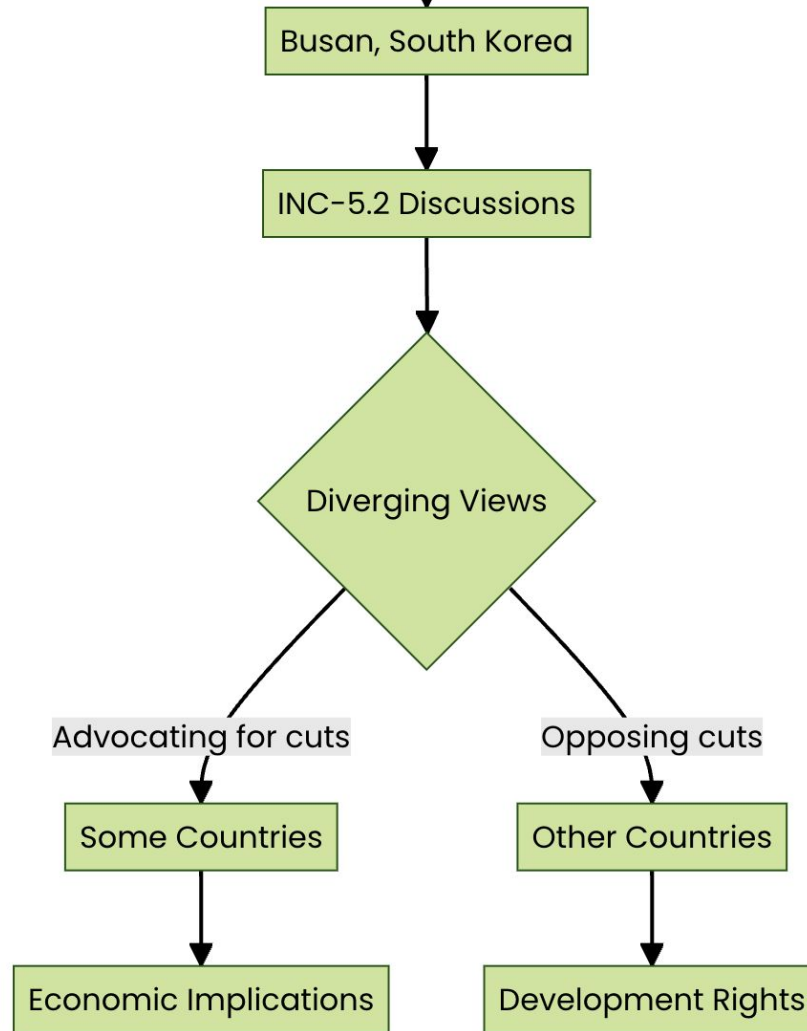 Busan, South Korea
INC-5.2 Discussions
Diverging Views
Advocating for cuts
Opposing cuts
Some Countries
Other Countries
Economic Implications
Development Rights